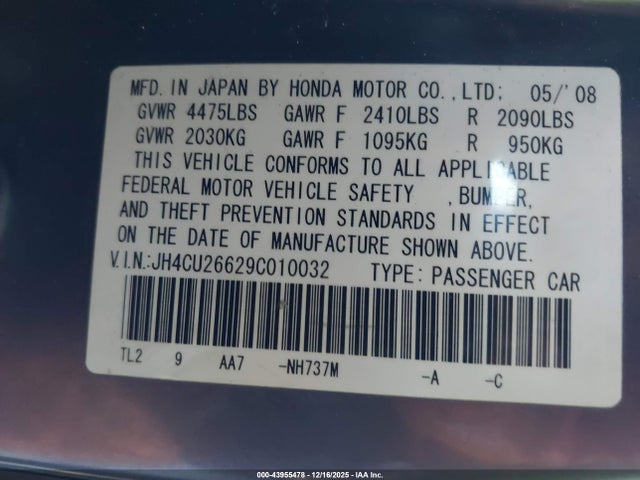 MFD. IN JAPAN BY HONDA MOTOR CO., LTD; 05/'08
GVWR 4475LBS GAWR F 2410LBS R 2090LBS
GVWR 2030KG GAWR F 1095KG R 950KG
THIS VEHICLE CONFORMS TO ALL APPLICABLE
FEDERAL MOTOR VEHICLE SAFETY , BUMPER,
AND THEFT PREVENTION STANDARDS IN EFFECT
ON THE DATE OF MANUFACTURE SHOWN ABOVE.
V.I.N.:JH4CU26629C010032 TYPE: PASSENGER CAR
TL2 9 AA7 -NH737M -A -C
000-43955478 - 12/16/2025 - IAA Inc.